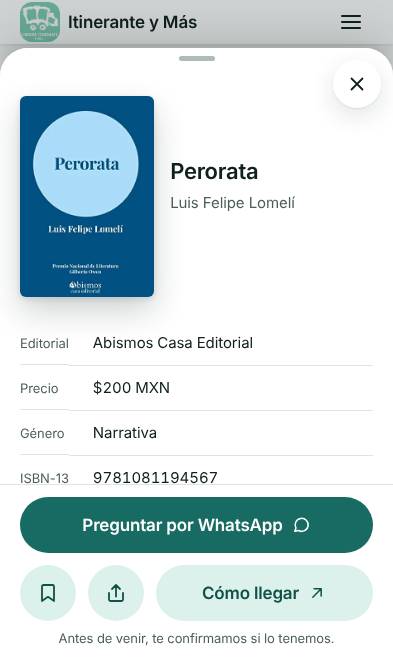 Itinerante y Más
Perorata
Luis Felipe Lomelí
Premio Nacional de Literatura
Gilberto Owen
Abismos
casa editorial
Perorata
Luis Felipe Lomelí
Editorial Abismos Casa Editorial
Precio $200 MXN
Género Narrativa
ISBN-13 9781081194567
Preguntar por WhatsApp
Cómo llegar
Antes de venir, te confirmamos si lo tenemos.